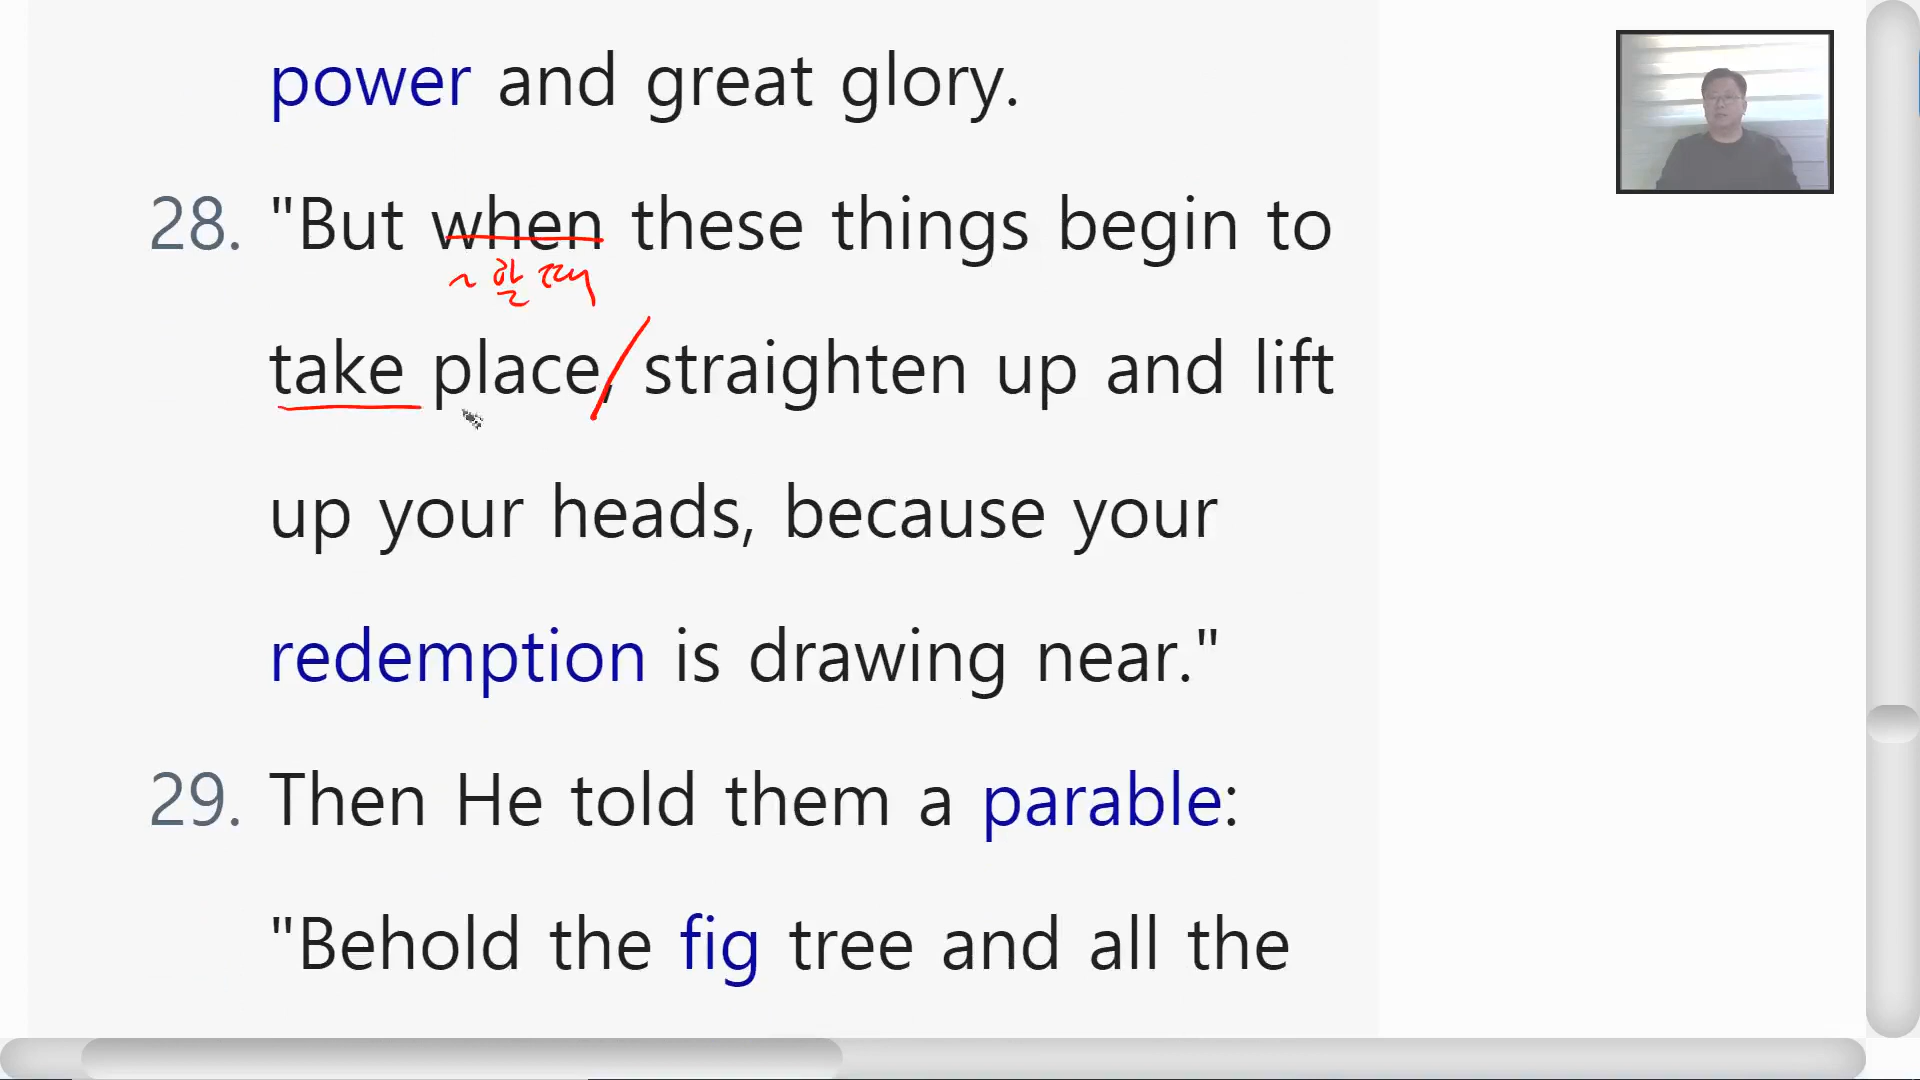 power and great glory.
28. "But when these things begin to
~할 때
take place, straighten up and lift
up your heads, because your
redemption is drawing near."
29. Then He told them a parable:
"Behold the fig tree and all the